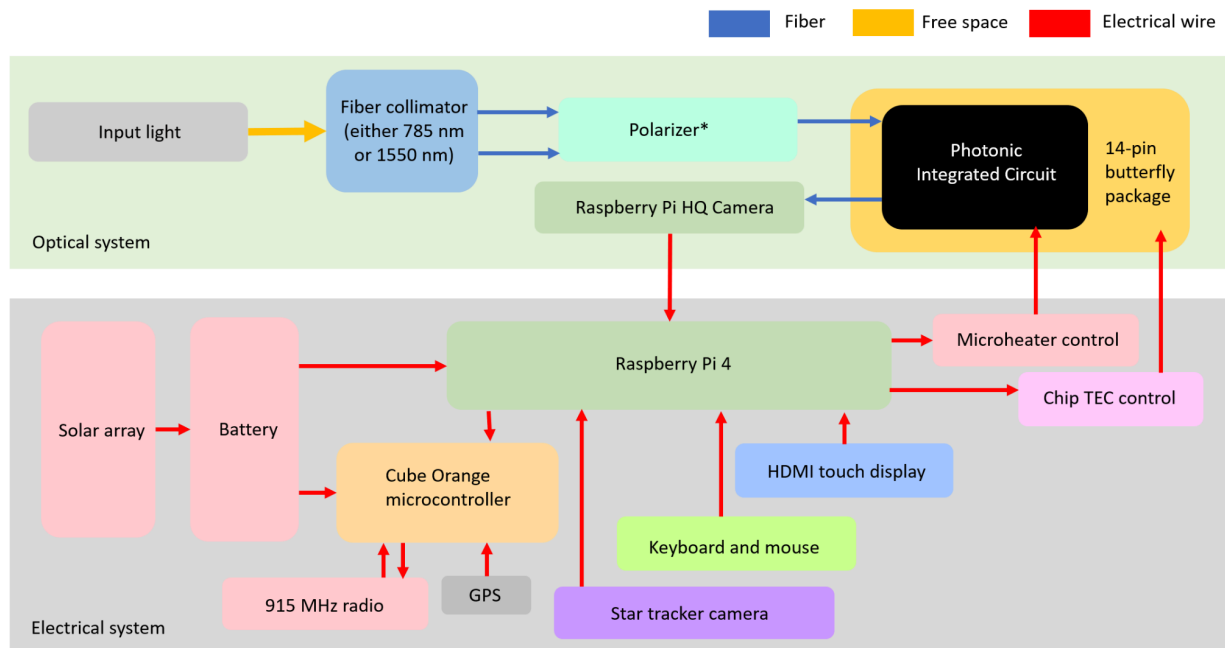 Fiber
Free space
Electrical wire
Input light
Fiber collimator
(either 785 nm
or 1550 nm)
Polarizer*
Photonic
Integrated Circuit
14-pin
butterfly
package
Raspberry Pi HQ Camera
Optical system
Solar array
Battery
Raspberry Pi 4
Microheater control
Chip TEC control
Cube Orange
microcontroller
HDMI touch display
Keyboard and mouse
915 MHz radio
GPS
Star tracker camera
Electrical system